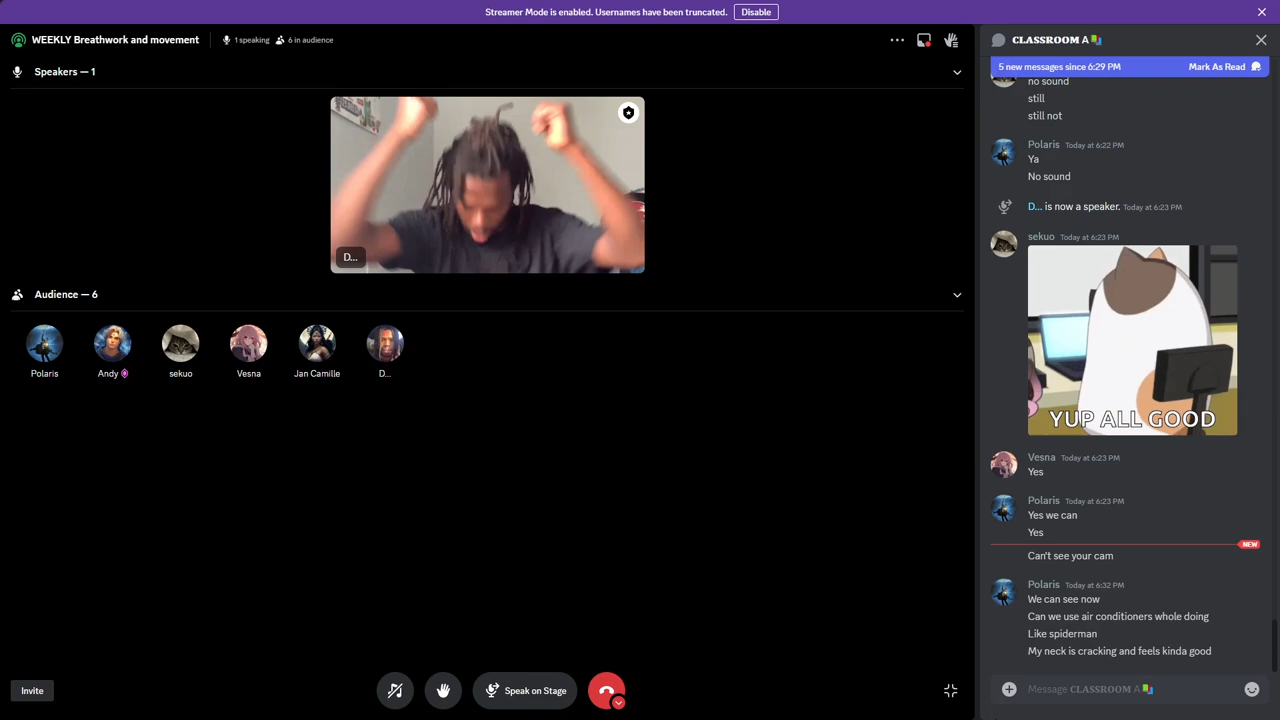 Streamer Mode is enabled. Usernames have been truncated. Disable
WEEKLY Breathwork and movement
1 speaking
6 in audience
Speakers — 1
D...
Audience — 6
Polaris
Andy
sekuo
Vesna
Jan Camille
D...
Invite
Speak on Stage
CLASSROOM A
5 new messages since 6:29 PM
Mark As Read
no sound
still
still not
Polaris Today at 6:22 PM
Ya
No sound
D... is now a speaker. Today at 6:23 PM
sekuo Today at 6:23 PM
YUP ALL GOOD
Vesna Today at 6:23 PM
Yes
Polaris Today at 6:23 PM
Yes we can
Yes
NEW
Can't see your cam
Polaris Today at 6:32 PM
We can see now
Can we use air conditioners whole doing
Like spiderman
My neck is cracking and feels kinda good
Message CLASSROOM A